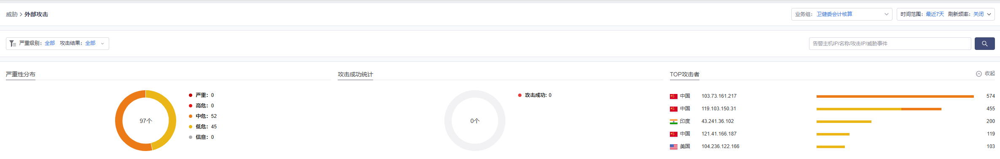 威胁 > 外部攻击
业务组： 卫健委会计核算
时间范围：最近7天 刷新频率：关闭
严重级别：全部 攻击结果：全部
告警主机IP/名称/攻击IP/威胁事件
严重性分布
97个
严重：0
高危：0
中危：52
低危：45
信息：0
攻击成功统计
0个
攻击成功: 0
TOP攻击者
收起
中国 103.73.161.217 574
中国 119.103.150.31 455
印度 43.241.36.102 200
中国 121.41.166.187 119
美国 104.236.122.166 103